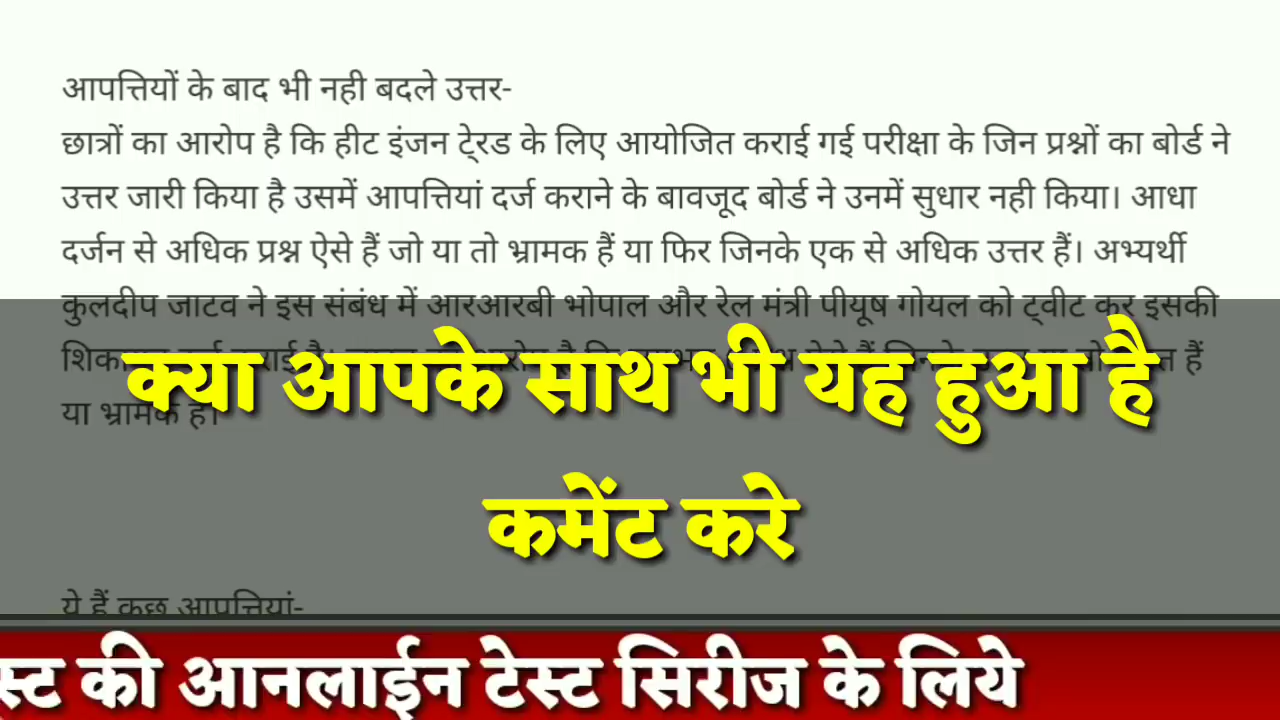 आपत्तियों के बाद भी नही बदले उत्तर-
छात्रों का आरोप है कि हीट इंजन टे्रड के लिए आयोजित कराई गई परीक्षा के जिन प्रश्नों का बोर्ड ने
उत्तर जारी किया है उसमें आपत्तियां दर्ज कराने के बावजूद बोर्ड ने उनमें सुधार नही किया। आधा
दर्जन से अधिक प्रश्न ऐसे हैं जो या तो भ्रामक हैं या फिर जिनके एक से अधिक उत्तर हैं। अभ्यर्थी
कुलदीप जाटव ने इस संबंध में आरआरबी भोपाल और रेल मंत्री पीयूष गोयल को ट्वीट कर इसकी
हैं
या भ्रामक हैं।
क्या आपके साथ भी यह हुआ है
कमेंट करे
ये हैं कुछ आपत्तियां-
की आनलाईन टेस्ट सिरीज के लिये